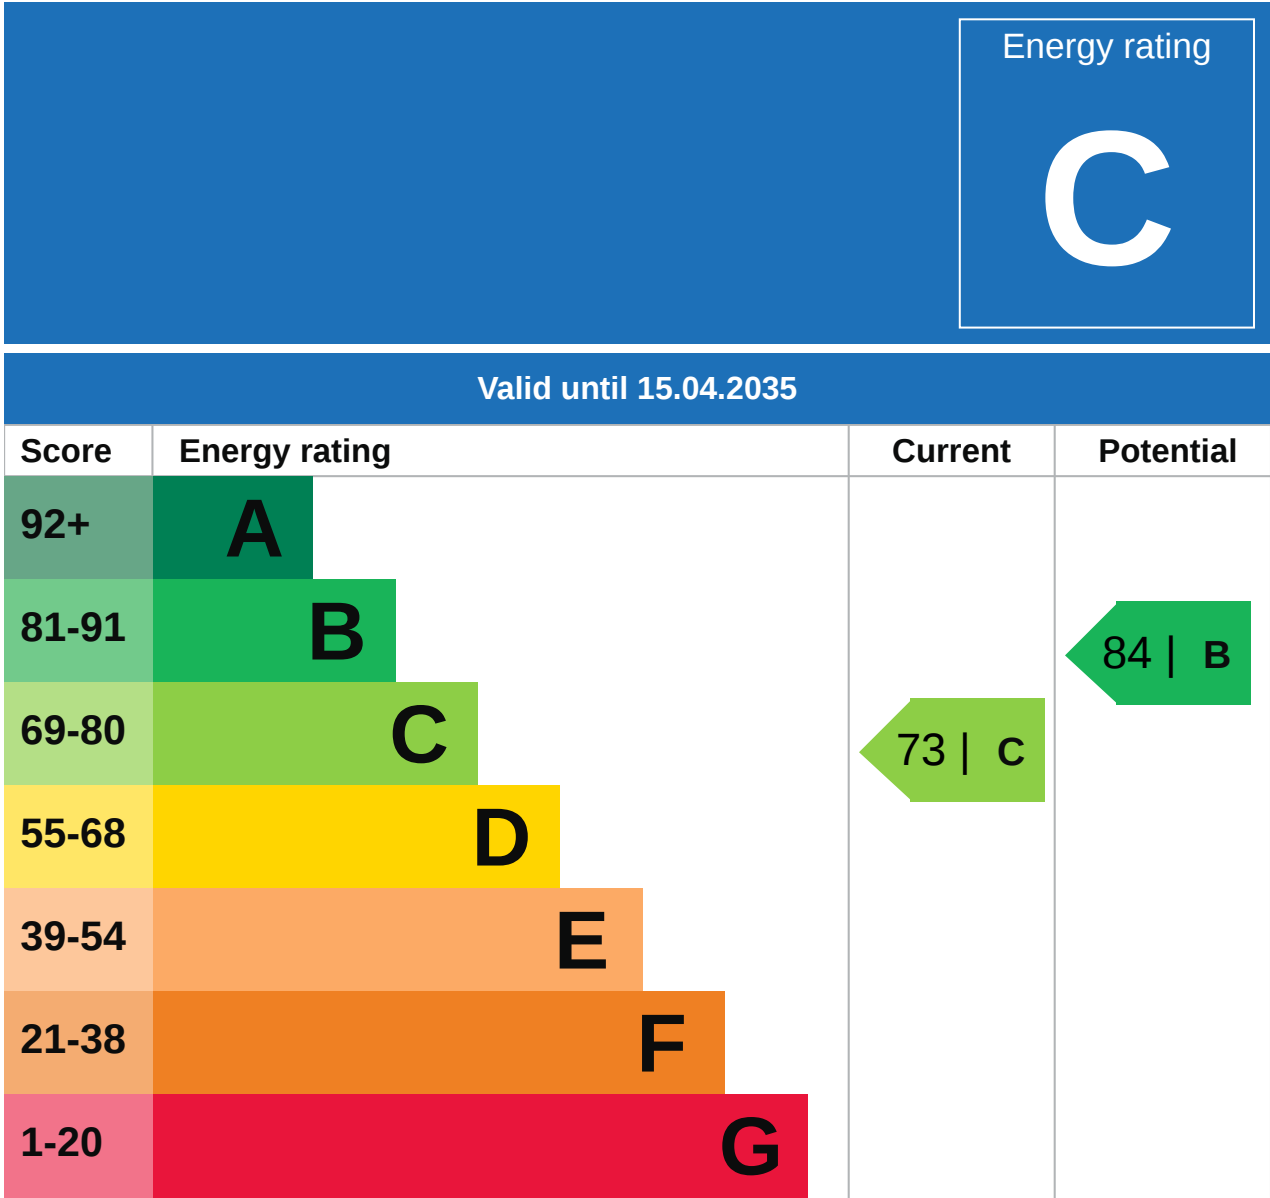 Energy rating
C
Valid until 15.04.2035
Score Energy rating Current Potential
92+ A
81-91 B
84 | B
69-80 C
73 | C
55-68 D
39-54 E
21-38 F
1-20 G